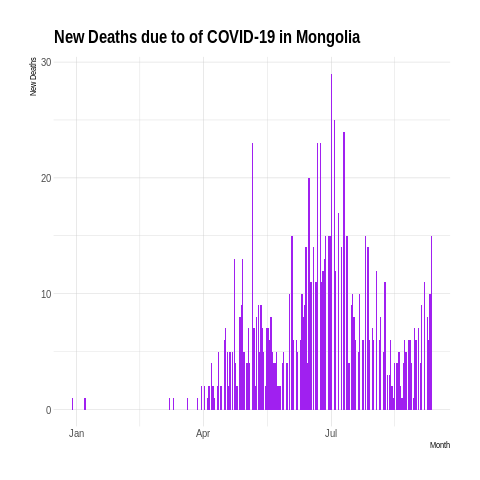 New Deaths due to of COVID-19 in Mongolia
New Deaths
30
20
10
0
Jan Apr Jul
Month